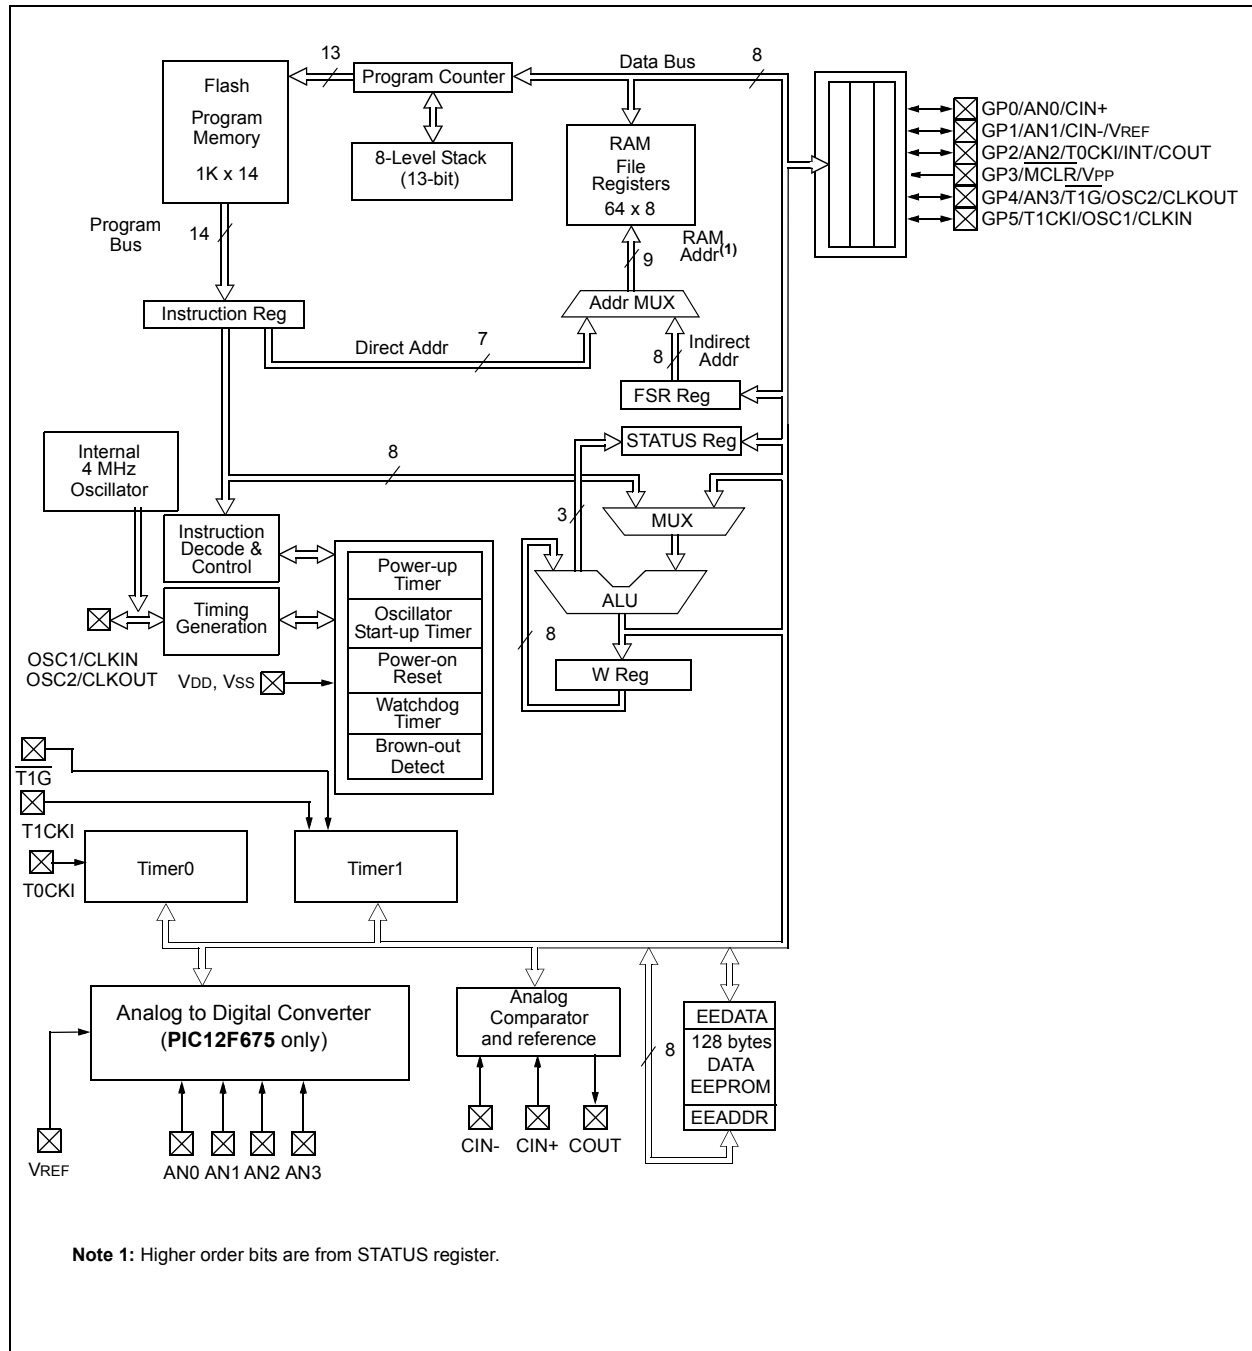 13
Data Bus
8
Flash
Program
Memory
1K x 14
Program Counter
8-Level Stack
(13-bit)
RAM
File
Registers
64 x 8
GP0/AN0/CIN+
GP1/AN1/CIN-/VREF
GP2/AN2/T0CKI/INT/COUT
GP3/MCLR/VPP
GP4/AN3/T1G/OSC2/CLKOUT
GP5/T1CKI/OSC1/CLKIN
Program
Bus
14
RAM
Addr(1)
9
Addr MUX
Instruction Reg
Direct Addr
7
Indirect
Addr
8
FSR Reg
STATUS Reg
Internal
4 MHz
Oscillator
8
3
MUX
Instruction
Decode &
Control
Power-up
Timer
ALU
Timing
Generation
Oscillator
Start-up Timer
8
OSC1/CLKIN
OSC2/CLKOUT
VDD, VSS
Power-on
Reset
W Reg
Watchdog
Timer
Brown-out
Detect
T1G
T1CKI
T0CKI
Timer0
Timer1
Analog to Digital Converter
(PIC12F675 only)
Analog
Comparator
and reference
8
EEDATA
128 bytes
DATA
EEPROM
EEADDR
VREF
AN0 AN1 AN2 AN3
CIN- CIN+ COUT
Note 1: Higher order bits are from STATUS register.